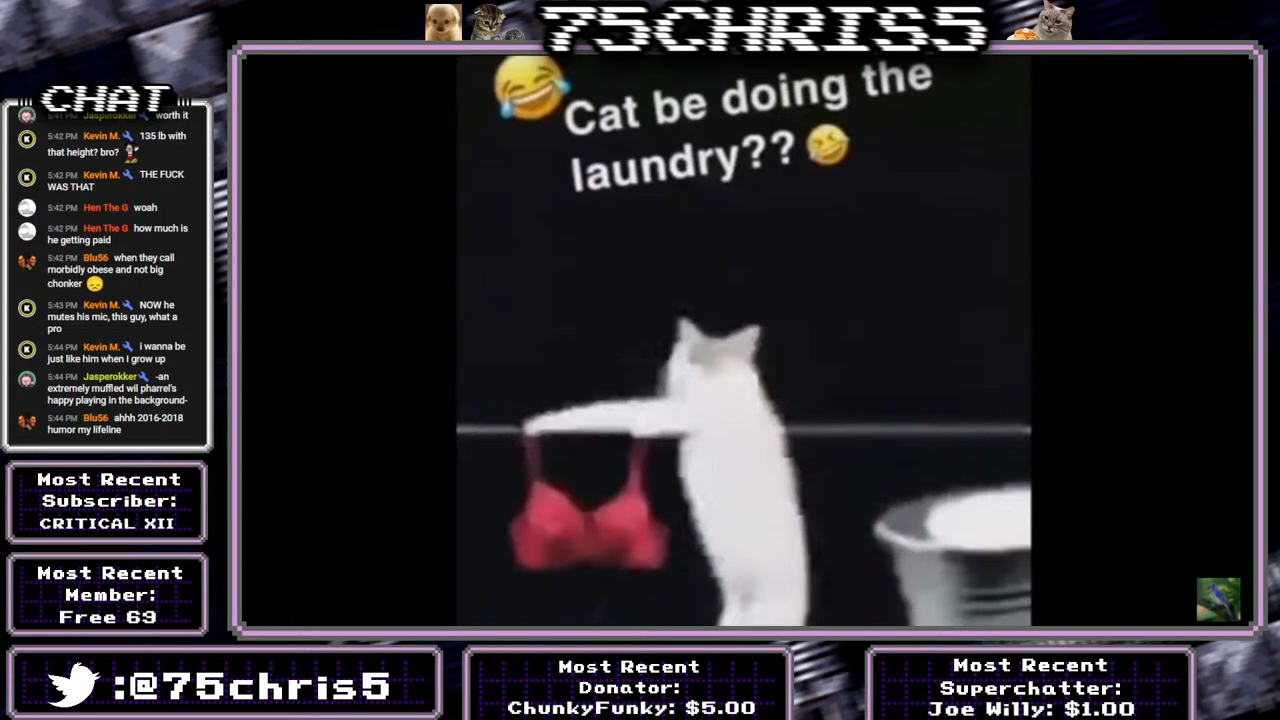 75CHRIS5
CHAT
5:41 PM Jasperokker worth it
5:42 PM Kevin M. 135 lb with
that height? bro?
5:42 PM Kevin M. THE FUCK
WAS THAT
5:42 PM Hen The G woah
5:42 PM Hen The G how much is
he getting paid
5:42 PM Blu56 when they call
morbidly obese and not big
chonker
5:43 PM Kevin M. NOW he
mutes his mic, this guy, what a
pro
5:44 PM Kevin M. i wanna be
just like him when I grow up
5:44 PM Jasperokker -an
extremely muffled wil pharrel's
happy playing in the background-
5:44 PM Blu56 ahhh 2016-2018
humor my lifeline
Cat be doing the
laundry??
Most Recent
Subscriber:
CRITICAL XII
Most Recent
Member:
Free 69
:@75chris5
Most Recent
Donator:
ChunkyFunky: $5.00
Most Recent
Superchatter:
Joe Willy: $1.00